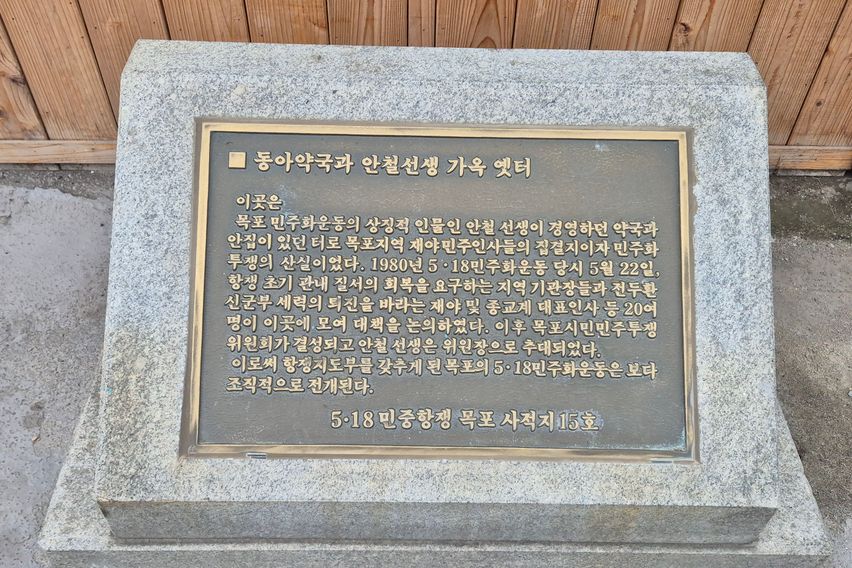 ■ 동아약국과 안철선생 가옥 옛터
이곳은
목포 민주화운동의 상징적 인물인 안철 선생이 경영하던 약국과
안집이 있던 터로 목포지역 재야민주인사들의 집결지이자 민주화
투쟁의 산실이었다. 1980년 5·18민주화운동 당시 5월 22일,
항쟁 초기 관내 질서의 회복을 요구하는 지역 기관장들과 전두환
신군부 세력의 퇴진을 바라는 재야 및 종교계 대표인사 등 20여
명이 이곳에 모여 대책을 논의하였다. 이후 목포시민민주투쟁
위원회가 결성되고 안철 선생은 위원장으로 추대되었다.
이로써 항쟁지도부를 갖추게 된 목포의 5·18민주화운동은 보다
조직적으로 전개된다.
5·18 민중항쟁 목포 사적지 15호